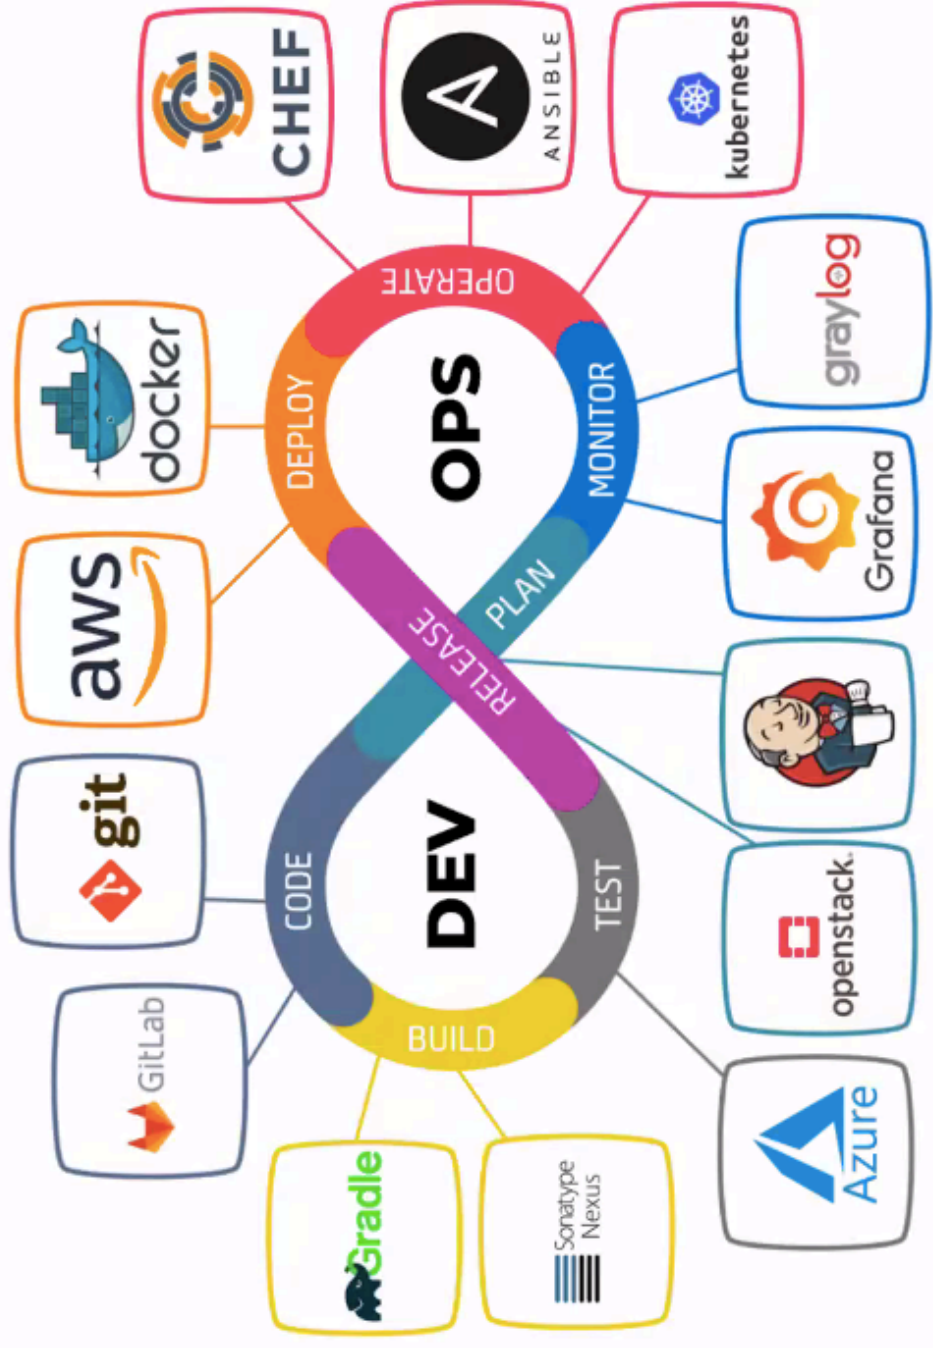 GitLab
git
aws
docker
CHEF
ANSIBLE
kubernetes
graylog
Grafana
openstack.
Azure
Sonatype
Nexus
Gradle
DEV
OPS
CODE
BUILD
TEST
RELEASE
PLAN
DEPLOY
OPERATE
MONITOR